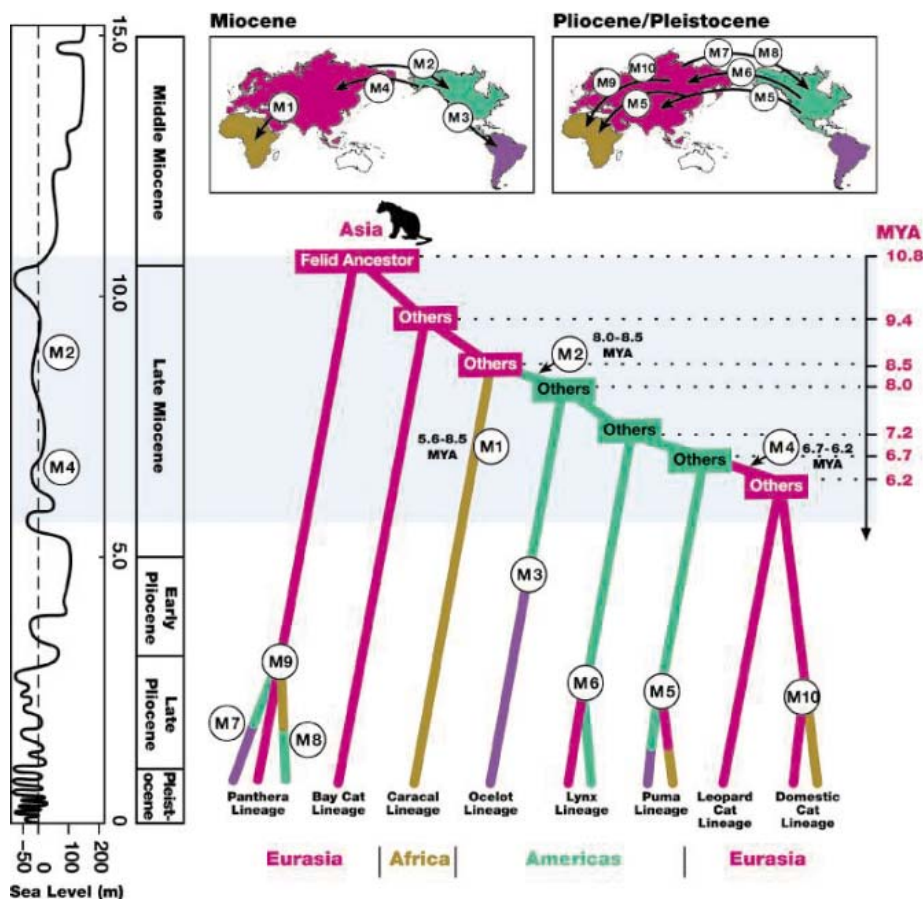 Miocene
M1
M2
M4
M3
Pliocene/Pleistocene
M9
M10
M5
M7
M8
M6
M5
15.0
10.0
5.0
0
Middle Miocene
Late Miocene
Early
Pliocene
Late
Pliocene
Pleist-
ocene
M2
M4
-50
0
100
200
Sea Level (m)
Asia
Felid Ancestor
Others
Others
M2
8.0-8.5
MYA
Others
Others
Others
M4
6.7-6.2
MYA
Others
5.6-8.5
MYA
M1
M3
M9
M7
M8
M6
M5
M10
MYA
10.8
9.4
8.5
8.0
7.2
6.7
6.2
Panthera
Lineage
Bay Cat
Lineage
Caracal
Lineage
Ocelot
Lineage
Lynx
Lineage
Puma
Lineage
Leopard
Cat
Lineage
Domestic
Cat
Lineage
Eurasia
Africa
Americas
Eurasia